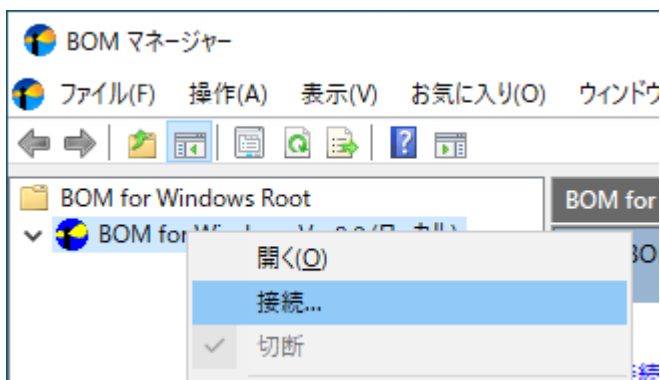 BOM マネージャー
ファイル(F) 操作(A) 表示(V) お気に入り(O) ウィンドウ
BOM for Windows Root
BOM for
BOM for
開く(O)
接続...
切断